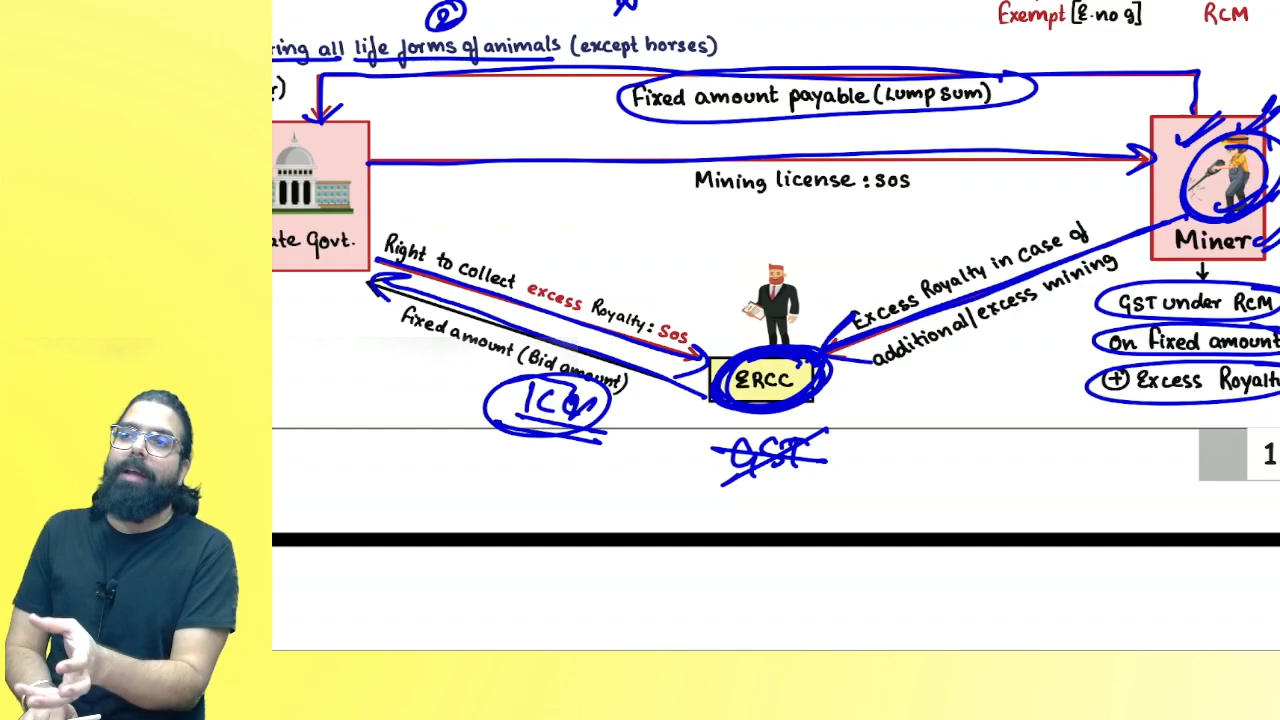 Exempt [E.no 9] RCM
ring all life forms of animals (except horses)
Fixed amount payable (Lump sum)
Mining license : SOS
ate Govt.
Miner
Right to collect excess Royalty : SOS
Fixed amount (Bid amount)
Excess Royalty in case of
additional/excess mining
GST under RCM
on fixed amount
+ Excess Royalt
ERCC
1 Cr
GST
1